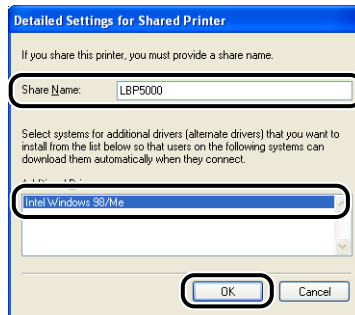 Detailed Settings for Shared Printer
If you share this printer, you must provide a share name.
Share Name: LBP5000
Select systems for additional drivers (alternate drivers) that you want to
install from the list below so that users on the following systems can
download them automatically when they connect.
Intel Windows 98/Me
OK Cancel